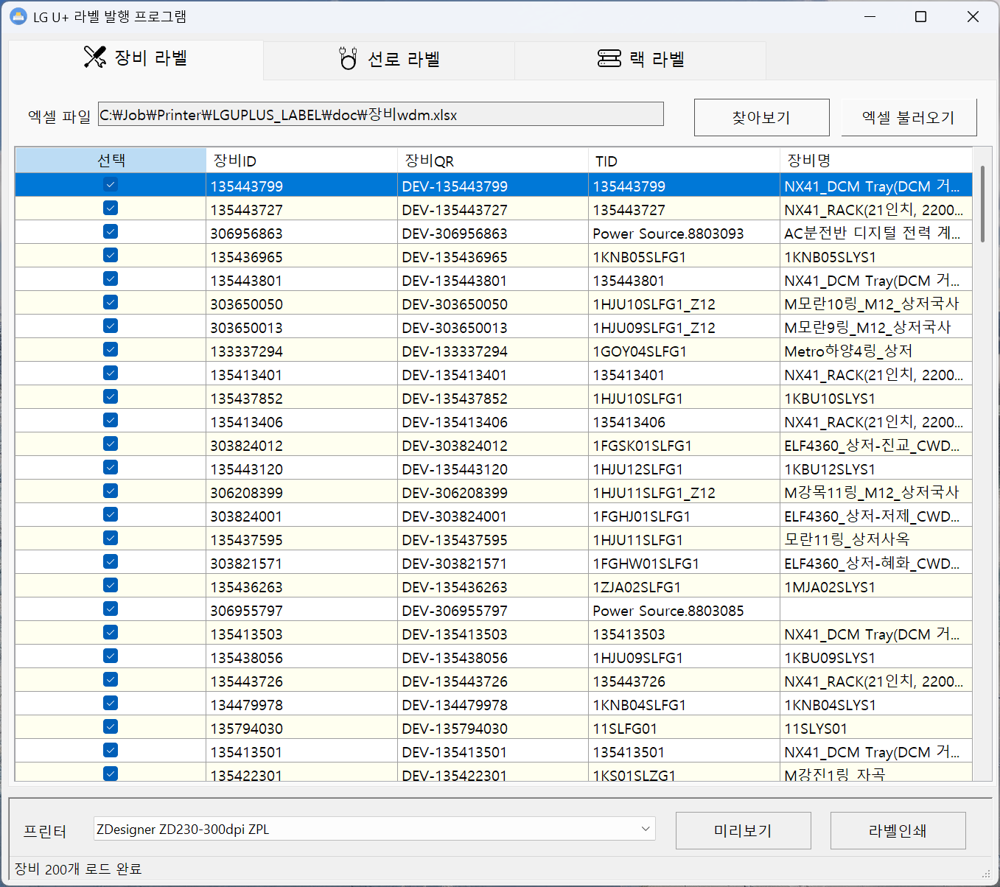 LG U+ 라벨 발행 프로그램
장비 라벨 선로 라벨 랙 라벨
엑셀 파일 C:₩Job₩Printer₩LGUPLUS_LABEL₩doc₩장비wdm.xlsx 찾아보기 엑셀 불러오기
선택 장비ID 장비QR TID 장비명
135443799 DEV-135443799 135443799 NX41_DCM Tray(DCM 거...
135443727 DEV-135443727 135443727 NX41_RACK(21인치, 2200...
306956863 DEV-306956863 Power Source.8803093 AC분전반 디지털 전력 계...
135436965 DEV-135436965 1KNB05SLFG1 1KNB05SLYS1
135443801 DEV-135443801 135443801 NX41_DCM Tray(DCM 거...
303650050 DEV-303650050 1HJU10SLFG1_Z12 M모란10링_M12_상저국사
303650013 DEV-303650013 1HJU09SLFG1_Z12 M모란9링_M12_상저국사
133337294 DEV-133337294 1GOY04SLFG1 Metro하양4링_상저
135413401 DEV-135413401 135413401 NX41_RACK(21인치, 2200...
135437852 DEV-135437852 1HJU10SLFG1 1KBU10SLYS1
135413406 DEV-135413406 135413406 NX41_RACK(21인치, 2200...
303824012 DEV-303824012 1FGSK01SLFG1 ELF4360_상저-진교_CWD...
135443120 DEV-135443120 1HJU12SLFG1 1KBU12SLYS1
306208399 DEV-306208399 1HJU11SLFG1_Z12 M강목11링_M12_상저국사
303824001 DEV-303824001 1FGHJ01SLFG1 ELF4360_상저-저제_CWD...
135437595 DEV-135437595 1HJU11SLFG1 모란11링_상저사옥
303821571 DEV-303821571 1FGHW01SLFG1 ELF4360_상저-혜화_CWD...
135436263 DEV-135436263 1ZJA02SLFG1 1MJA02SLYS1
306955797 DEV-306955797 Power Source.8803085
135413503 DEV-135413503 135413503 NX41_DCM Tray(DCM 거...
135438056 DEV-135438056 1HJU09SLFG1 1KBU09SLYS1
135443726 DEV-135443726 135443726 NX41_RACK(21인치, 2200...
134479978 DEV-134479978 1KNB04SLFG1 1KNB04SLYS1
135794030 DEV-135794030 11SLFG01 11SLYS01
135413501 DEV-135413501 135413501 NX41_DCM Tray(DCM 거...
135422301 DEV-135422301 1KS01SLZG1 M강진1링_자곡
프린터 ZDesigner ZD230-300dpi ZPL 미리보기 라벨인쇄
장비 200개 로드 완료